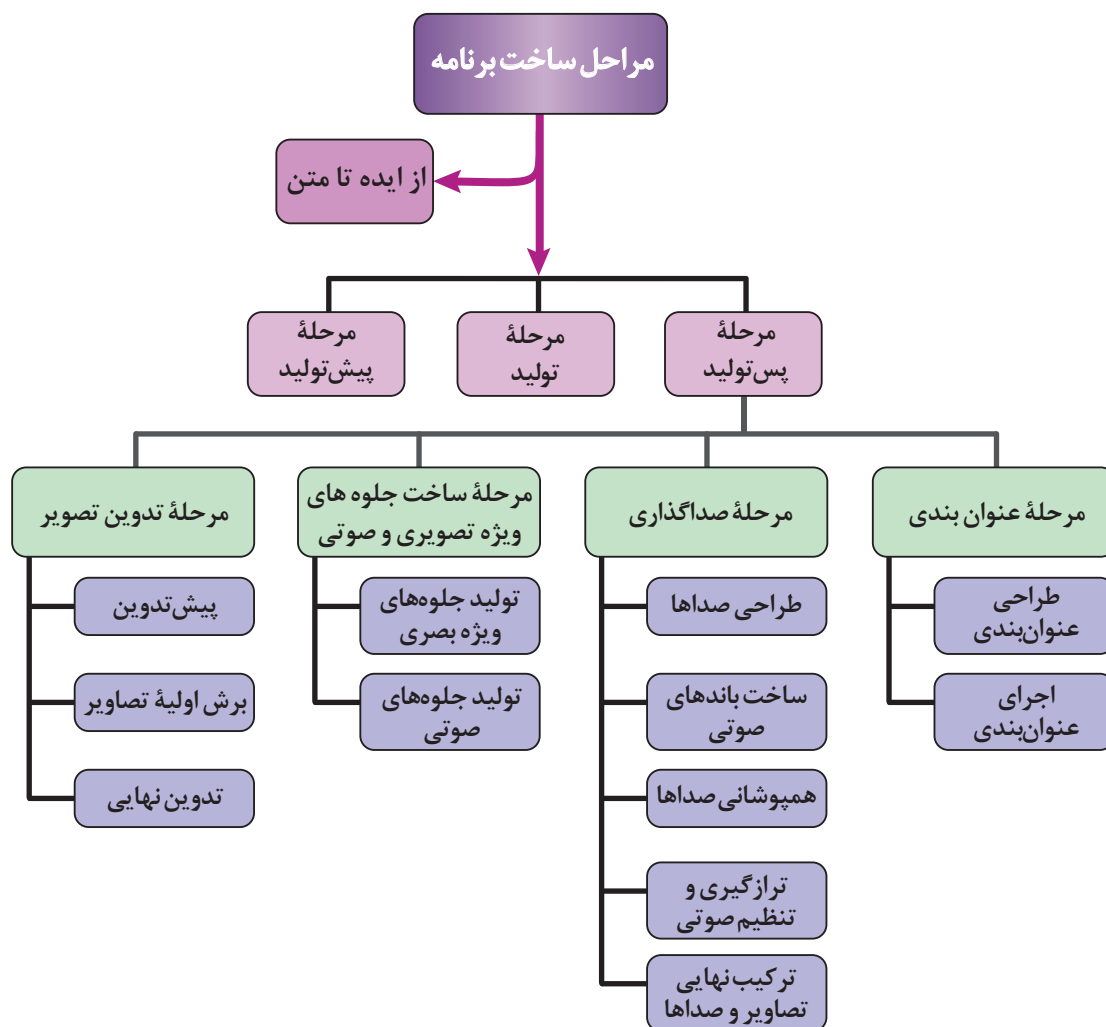 مراحل ساخت برنامه
از ایده تا متن
مرحلهٔ
پس‌تولید
مرحلهٔ
تولید
مرحلهٔ
پیش‌تولید
مرحلهٔ عنوان بندی
طراحی
عنوان‌بندی
اجرای
عنوان‌بندی
مرحلهٔ صداگذاری
طراحی صداها
ساخت باندهای
صوتی
همپوشانی صداها
ترازگیری و
تنظیم صوتی
ترکیب نهایی
تصاویر و صداها
مرحلهٔ ساخت جلوه های
ویژه تصویری و صوتی
تولید جلوه‌های
ویژه بصری
تولید جلوه‌های
صوتی
مرحلهٔ تدوین تصویر
پیش‌تدوین
برش اولیهٔ تصاویر
تدوین نهایی